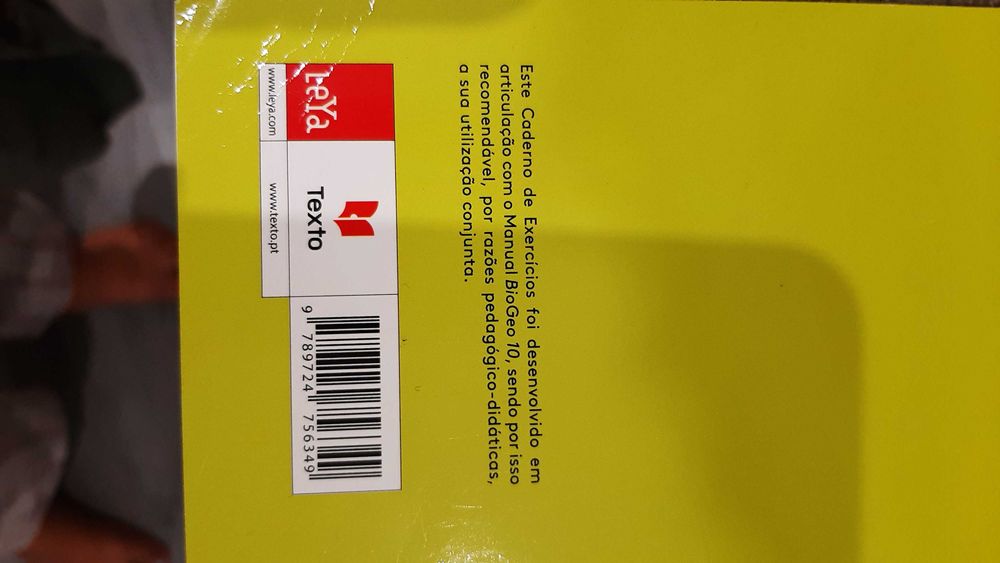 Este Caderno de Exercícios foi desenvolvido em
articulação com o Manual BioGeo 10, sendo por isso
recomendável, por razões pedagógico-didáticas,
a sua utilização conjunta.
LeYa
Texto
www.leya.com
www.texto.pt
9 789724 756349